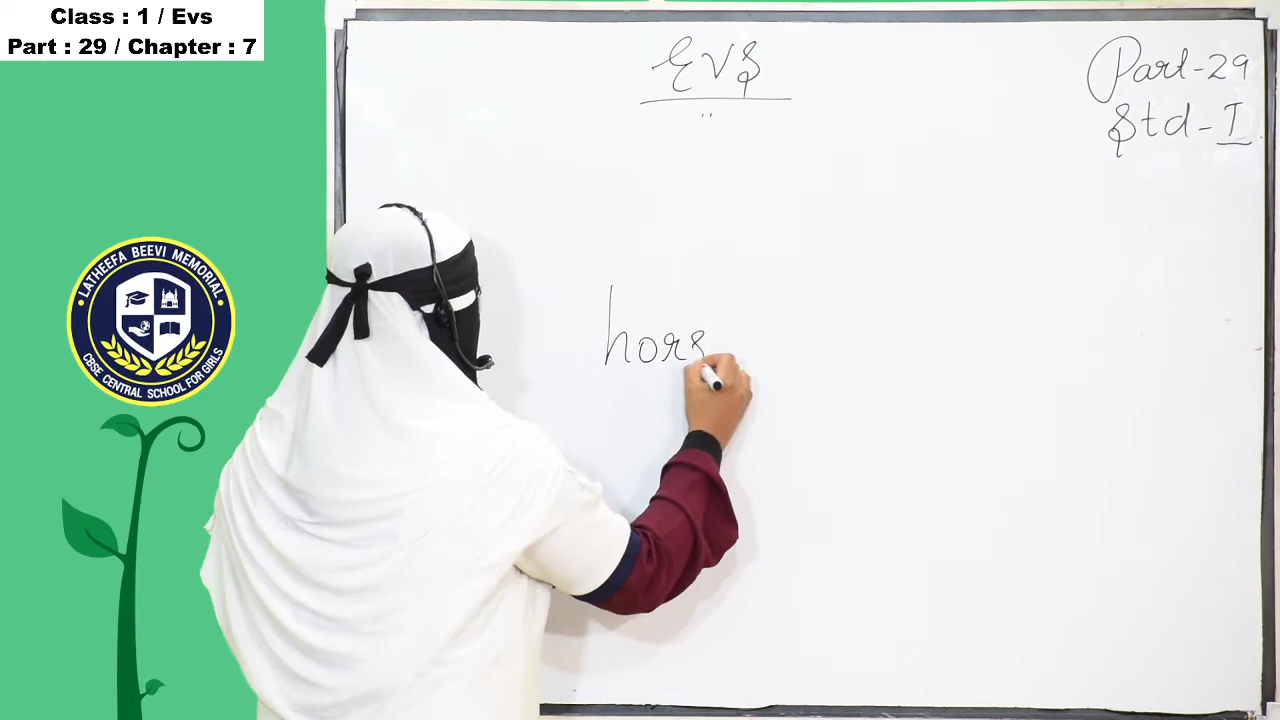 Class : 1 / Evs
Part : 29 / Chapter : 7
EVS
Part-29
Std-I
hors
LATHEEFA BEEVI MEMORIAL
CBSE CENTRAL SCHOOL FOR GIRLS